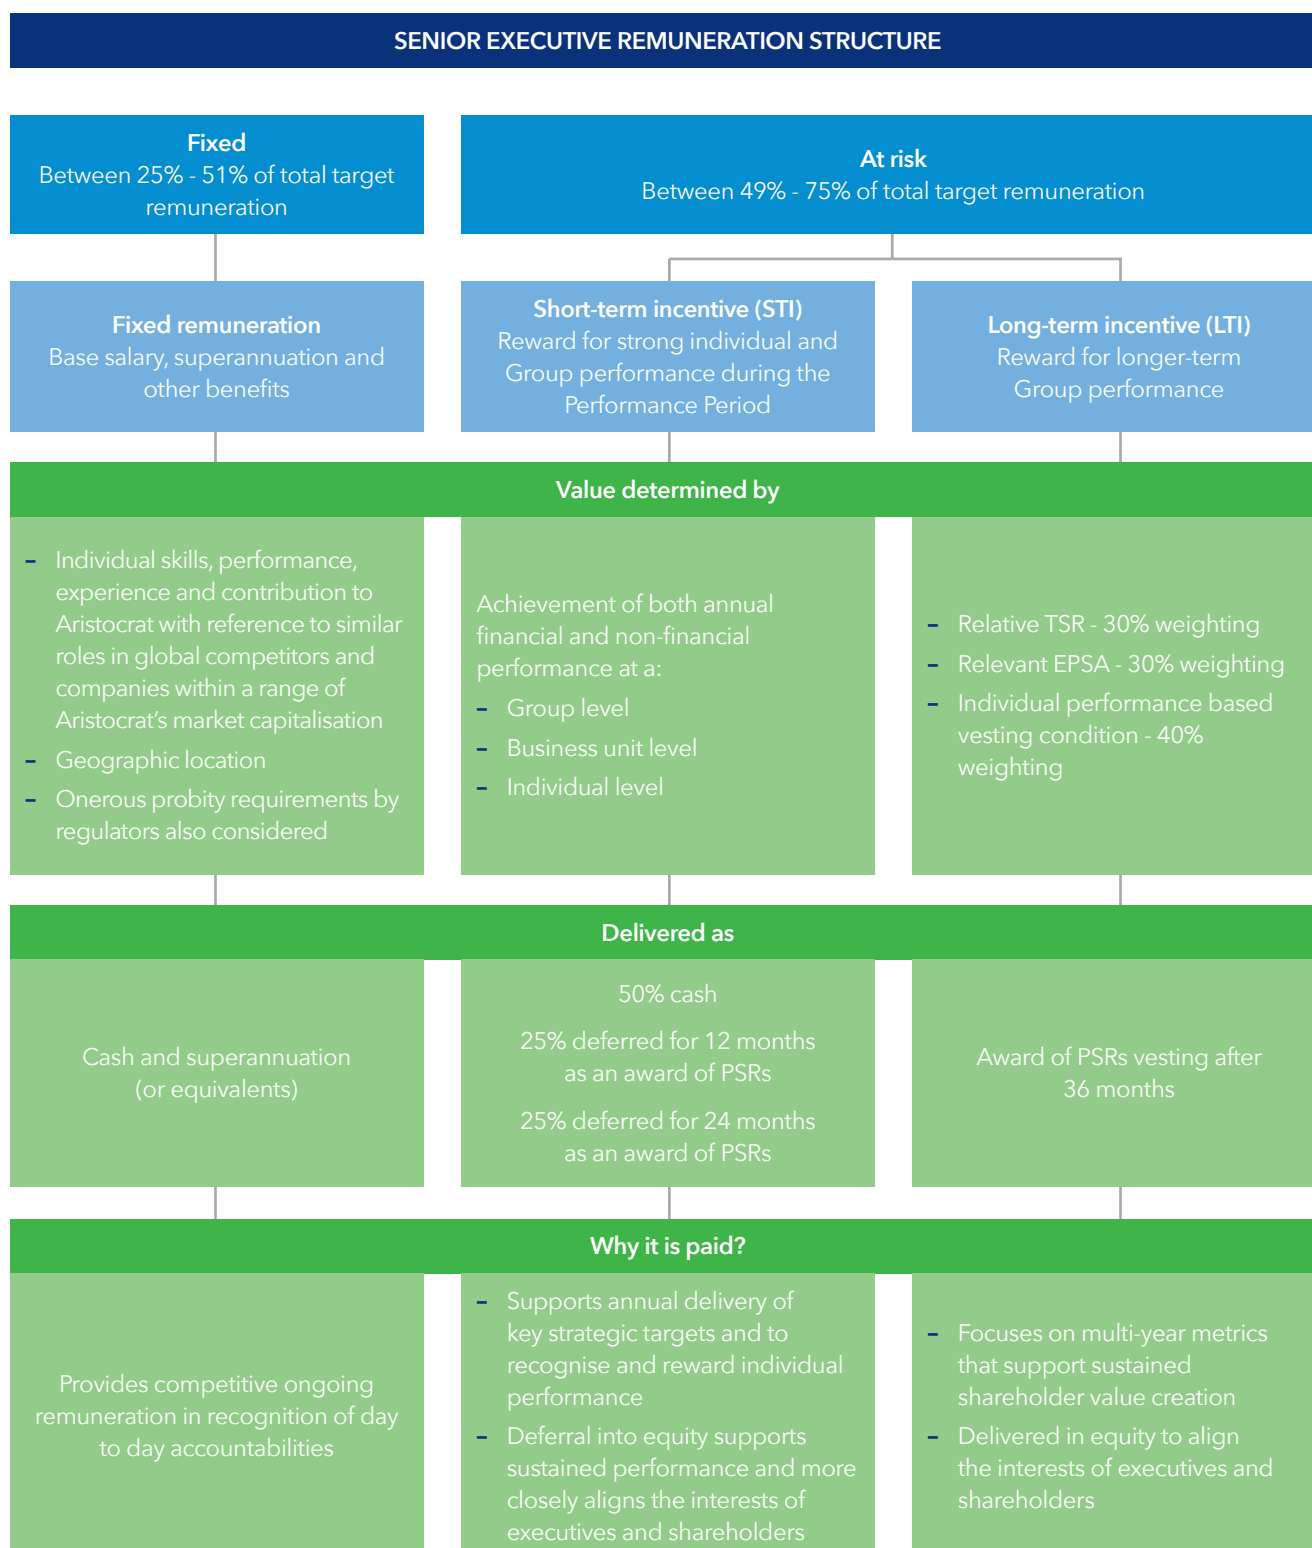 SENIOR EXECUTIVE REMUNERATION STRUCTURE
Fixed
Between 25% - 51% of total target
remuneration
At risk
Between 49% - 75% of total target remuneration
Fixed remuneration
Base salary, superannuation and
other benefits
Short-term incentive (STI)
Reward for strong individual and
Group performance during the
Performance Period
Long-term incentive (LTI)
Reward for longer-term
Group performance
Value determined by
– Individual skills, performance,
experience and contribution to
Aristocrat with reference to similar
roles in global competitors and
companies within a range of
Aristocrat’s market capitalisation
– Geographic location
– Onerous probity requirements by
regulators also considered
Achievement of both annual
financial and non-financial
performance at a:
– Group level
– Business unit level
– Individual level
– Relative TSR - 30% weighting
– Relevant EPSA - 30% weighting
– Individual performance based
vesting condition - 40%
weighting
Delivered as
Cash and superannuation
(or equivalents)
50% cash
25% deferred for 12 months
as an award of PSRs
25% deferred for 24 months
as an award of PSRs
Award of PSRs vesting after
36 months
Why it is paid?
Provides competitive ongoing
remuneration in recognition of day
to day accountabilities
– Supports annual delivery of
key strategic targets and to
recognise and reward individual
performance
– Deferral into equity supports
sustained performance and more
closely aligns the interests of
executives and shareholders
– Focuses on multi-year metrics
that support sustained
shareholder value creation
– Delivered in equity to align
the interests of executives and
shareholders